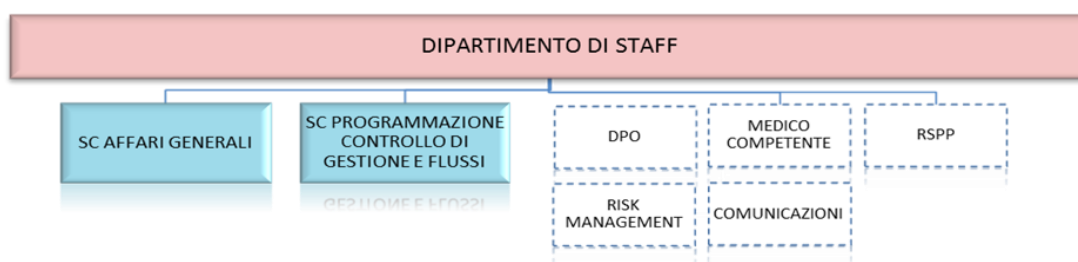 DIPARTIMENTO DI STAFF
SC AFFARI GENERALI
SC PROGRAMMAZIONE
CONTROLLO DI
GESTIONE E FLUSSI
DPO
MEDICO
COMPETENTE
RSPP
RISK
MANAGEMENT
COMUNICAZIONI